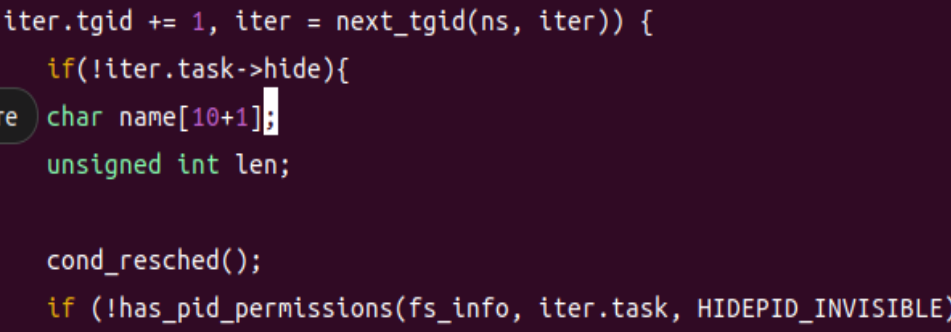 iter.tgid += 1, iter = next_tgid(ns, iter)) {
if(!iter.task->hide){
re
char name[10+1];
unsigned int len;
cond_resched();
if (!has_pid_permissions(fs_info, iter.task, HIDEPID_INVISIBLE)